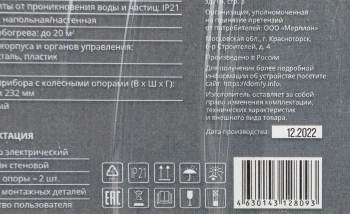 ты от проникновения воды и частиц: IP21
напольная/настенная
обогрева: до 20 м²
корпуса и органов управления:
сталь, пластик
прибора с колесными опорами (В х Ш х Г):
х 232 мм
ый
КТАЦИЯ
электрический
н стеновой
опоры – 2 шт.
монтажных деталей
ство пользователя
Организация, уполномоченная
на принятие претензий
от потребителей: ООО «Мерлион»,
Московская обл., г. Красногорск,
б-р Строителей, д. 4
Произведено в России
Для получения более подробной
информации об устройстве посетите
сайт: https://domfy.info.
Изготовитель оставляет за собой
право изменения комплектации,
технических характеристик
и внешнего вида товара.
Дата производства: 12.2022
IP21
EAC
4 630143 128093